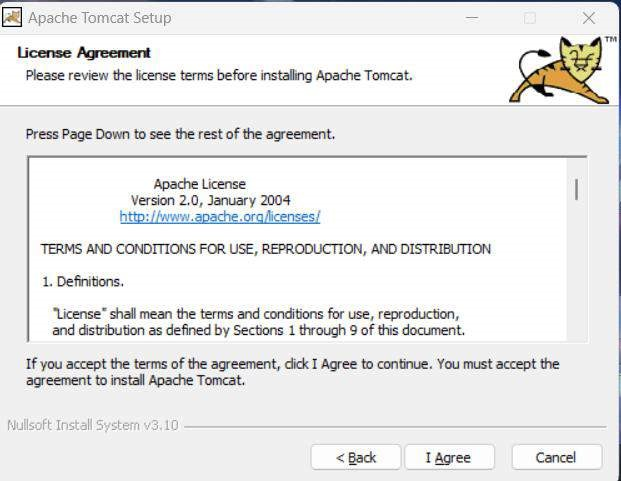 Apache Tomcat Setup
License Agreement
Please review the license terms before installing Apache Tomcat.
TM
Press Page Down to see the rest of the agreement.
Apache License
Version 2.0, January 2004
http://www.apache.org/licenses/
TERMS AND CONDITIONS FOR USE, REPRODUCTION, AND DISTRIBUTION
1. Definitions.
"License" shall mean the terms and conditions for use, reproduction,
and distribution as defined by Sections 1 through 9 of this document.
If you accept the terms of the agreement, click I Agree to continue. You must accept the
agreement to install Apache Tomcat.
Nullsoft Install System v3.10
< Back I Agree Cancel